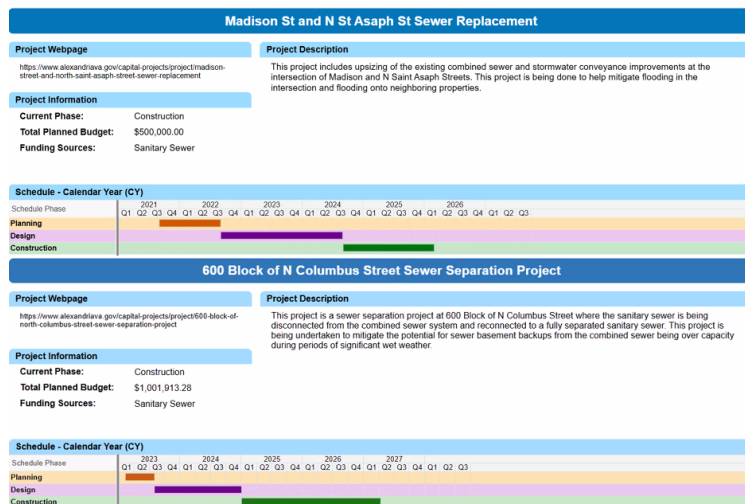 Madison St and N St Asaph St Sewer Replacement
Project Webpage
Project Description
https://www.alexandriava.gov/capital-projects/project/madison-
street-and-north-saint-asaph-street-sewer-replacement
This project includes upsizing of the existing combined sewer and stormwater conveyance improvements at the
intersection of Madison and N Saint Asaph Streets. This project is being done to help mitigate flooding in the
intersection and flooding onto neighboring properties.
Project Information
Current Phase: Construction
Total Planned Budget: $500,000.00
Funding Sources: Sanitary Sewer
Schedule - Calendar Year (CY)
Schedule Phase
2021 2022 2023 2024 2025 2026
Q1 Q2 Q3 Q4 Q1 Q2 Q3 Q4 Q1 Q2 Q3 Q4 Q1 Q2 Q3 Q4 Q1 Q2 Q3 Q4 Q1 Q2 Q3 Q4 Q1 Q2 Q3
Planning
Design
Construction
600 Block of N Columbus Street Sewer Separation Project
Project Webpage
Project Description
https://www.alexandriava.gov/capital-projects/project/600-block-of-
north-columbus-street-sewer-separation-project
This project is a sewer separation project at 600 Block of N Columbus Street where the sanitary sewer is being
disconnected from the combined sewer system and reconnected to a fully separated sanitary sewer. This project is
being undertaken to mitigate the potential for sewer basement backups from the combined sewer being over capacity
during periods of significant wet weather.
Project Information
Current Phase: Construction
Total Planned Budget: $1,001,913.28
Funding Sources: Sanitary Sewer
Schedule - Calendar Year (CY)
Schedule Phase
2023 2024 2025 2026 2027
Q1 Q2 Q3 Q4 Q1 Q2 Q3 Q4 Q1 Q2 Q3 Q4 Q1 Q2 Q3 Q4 Q1 Q2 Q3 Q4 Q1 Q2 Q3
Planning
Design
Construction